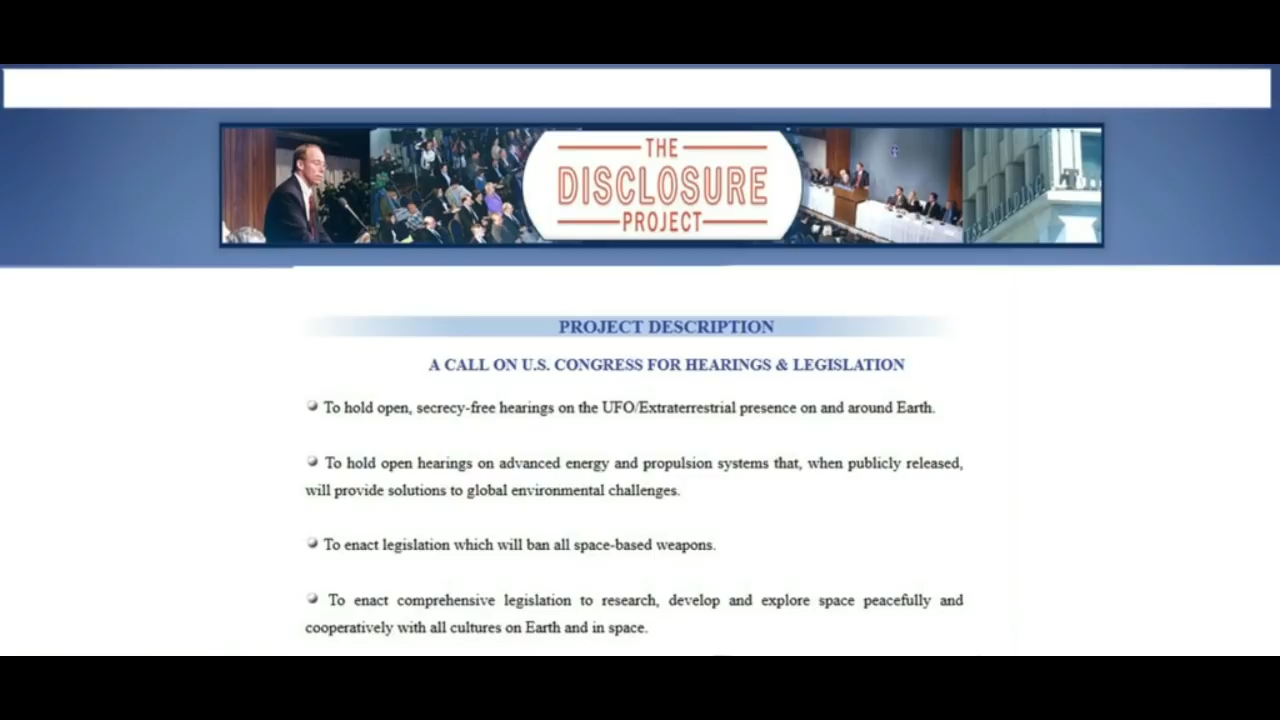 THE
DISCLOSURE
PROJECT
PROJECT DESCRIPTION
A CALL ON U.S. CONGRESS FOR HEARINGS & LEGISLATION
To hold open, secrecy-free hearings on the UFO/Extraterrestrial presence on and around Earth.
To hold open hearings on advanced energy and propulsion systems that, when publicly released,
will provide solutions to global environmental challenges.
To enact legislation which will ban all space-based weapons.
To enact comprehensive legislation to research, develop and explore space peacefully and
cooperatively with all cultures on Earth and in space.